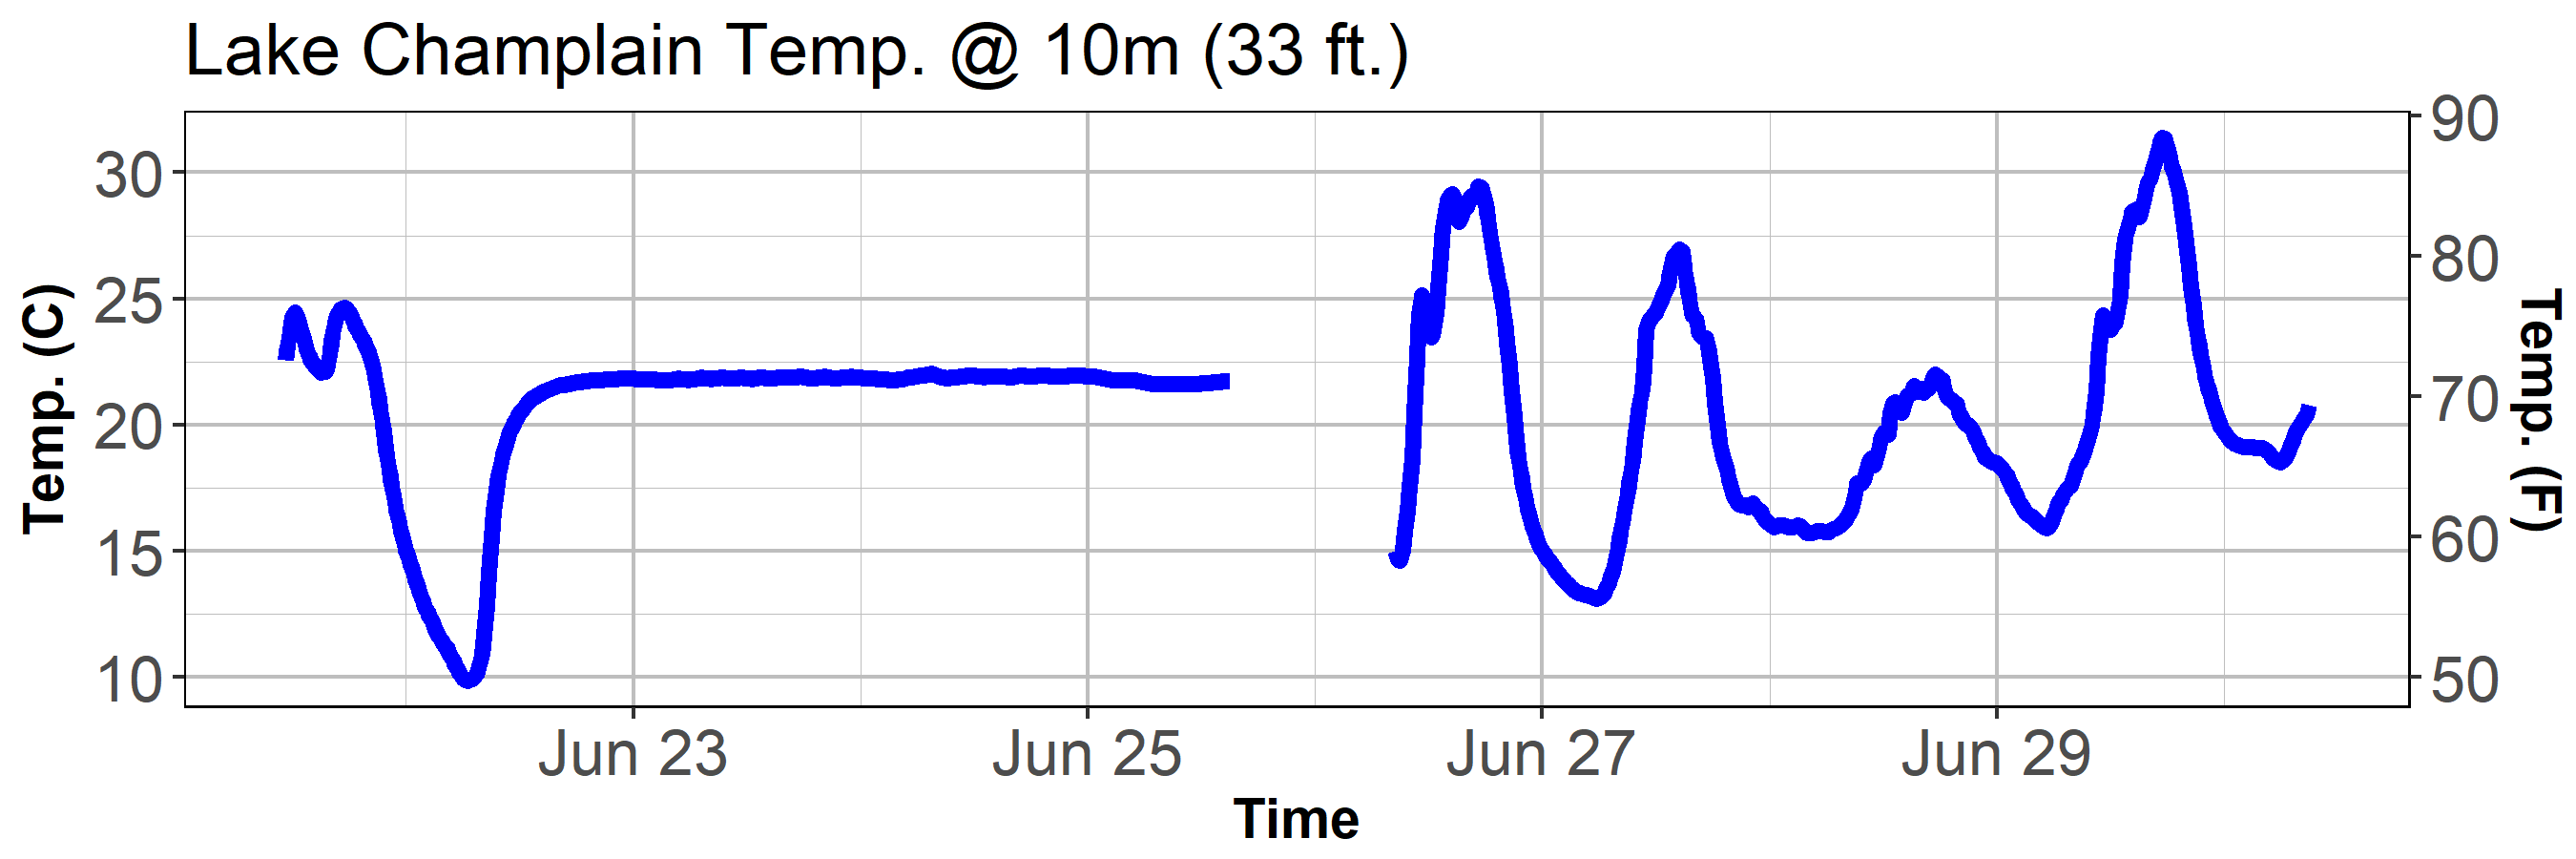 Lake Champlain Temp. @ 10m (33 ft.)
Temp. (C)
30
25
20
15
10
90
80
70
60
50
Temp. (F)
Jun 23 Jun 25 Jun 27 Jun 29
Time